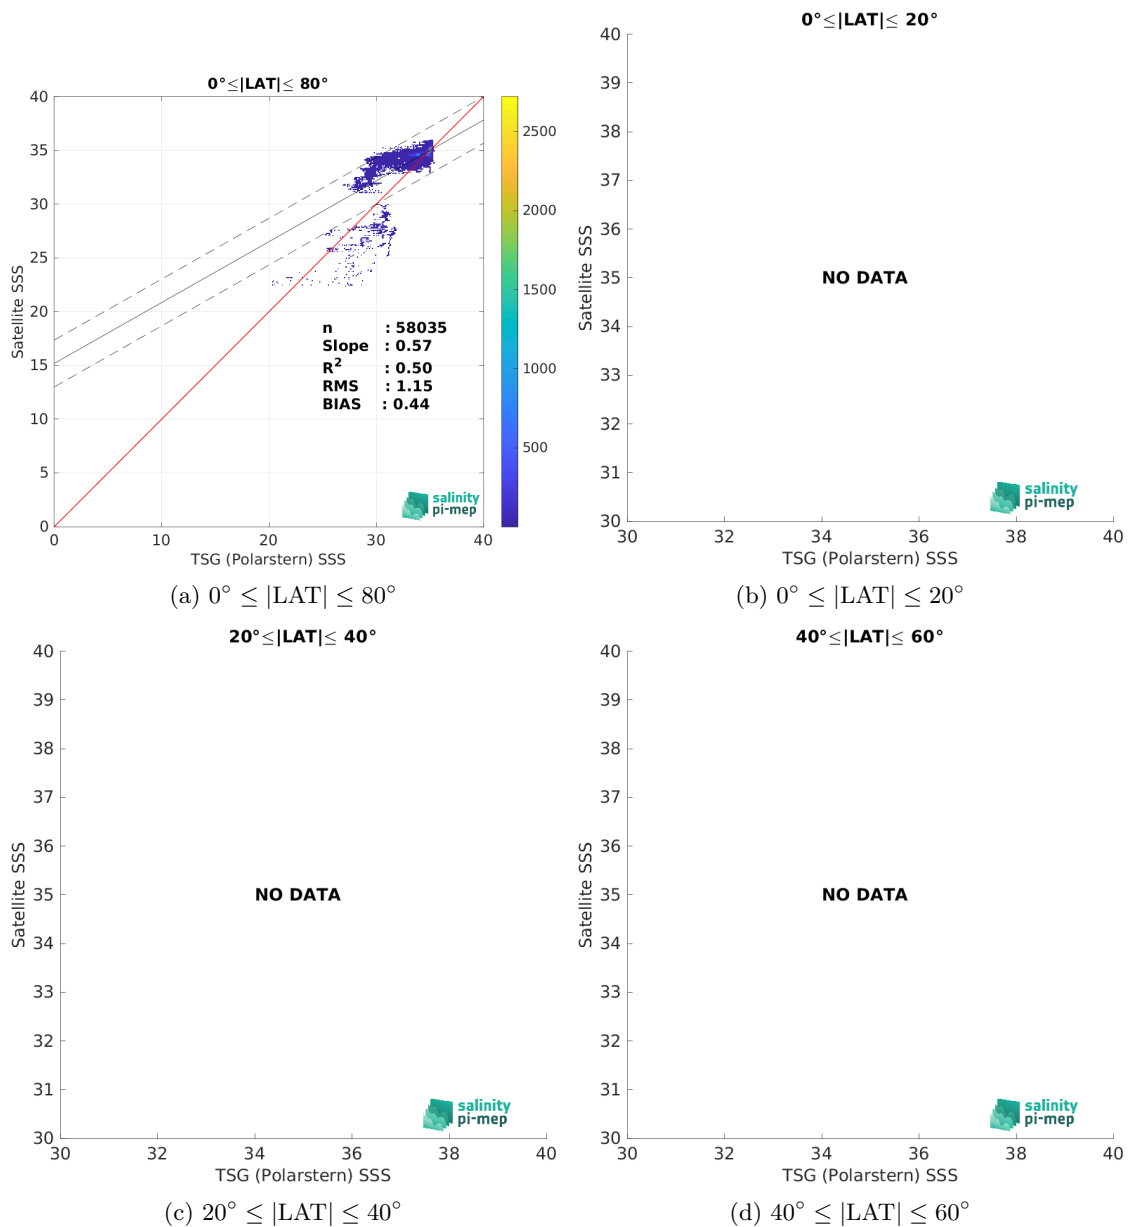 0°≤|LAT|≤ 80°
40
35
30
25
20
15
10
5
0
0
10
20
30
40
2500
2000
1500
1000
500
Satellite SSS
TSG (Polarstern) SSS
n : 58035
Slope : 0.57
R² : 0.50
RMS : 1.15
BIAS : 0.44
salinity
pi-mep
(a) 0° ≤ |LAT| ≤ 80°
0°≤|LAT|≤ 20°
40
39
38
37
36
35
34
33
32
31
30
30
32
34
36
38
40
Satellite SSS
TSG (Polarstern) SSS
NO DATA
salinity
pi-mep
(b) 0° ≤ |LAT| ≤ 20°
20°≤|LAT|≤ 40°
40
39
38
37
36
35
34
33
32
31
30
30
32
34
36
38
40
Satellite SSS
TSG (Polarstern) SSS
NO DATA
salinity
pi-mep
(c) 20° ≤ |LAT| ≤ 40°
40°≤|LAT|≤ 60°
40
39
38
37
36
35
34
33
32
31
30
30
32
34
36
38
40
Satellite SSS
TSG (Polarstern) SSS
NO DATA
salinity
pi-mep
(d) 40° ≤ |LAT| ≤ 60°